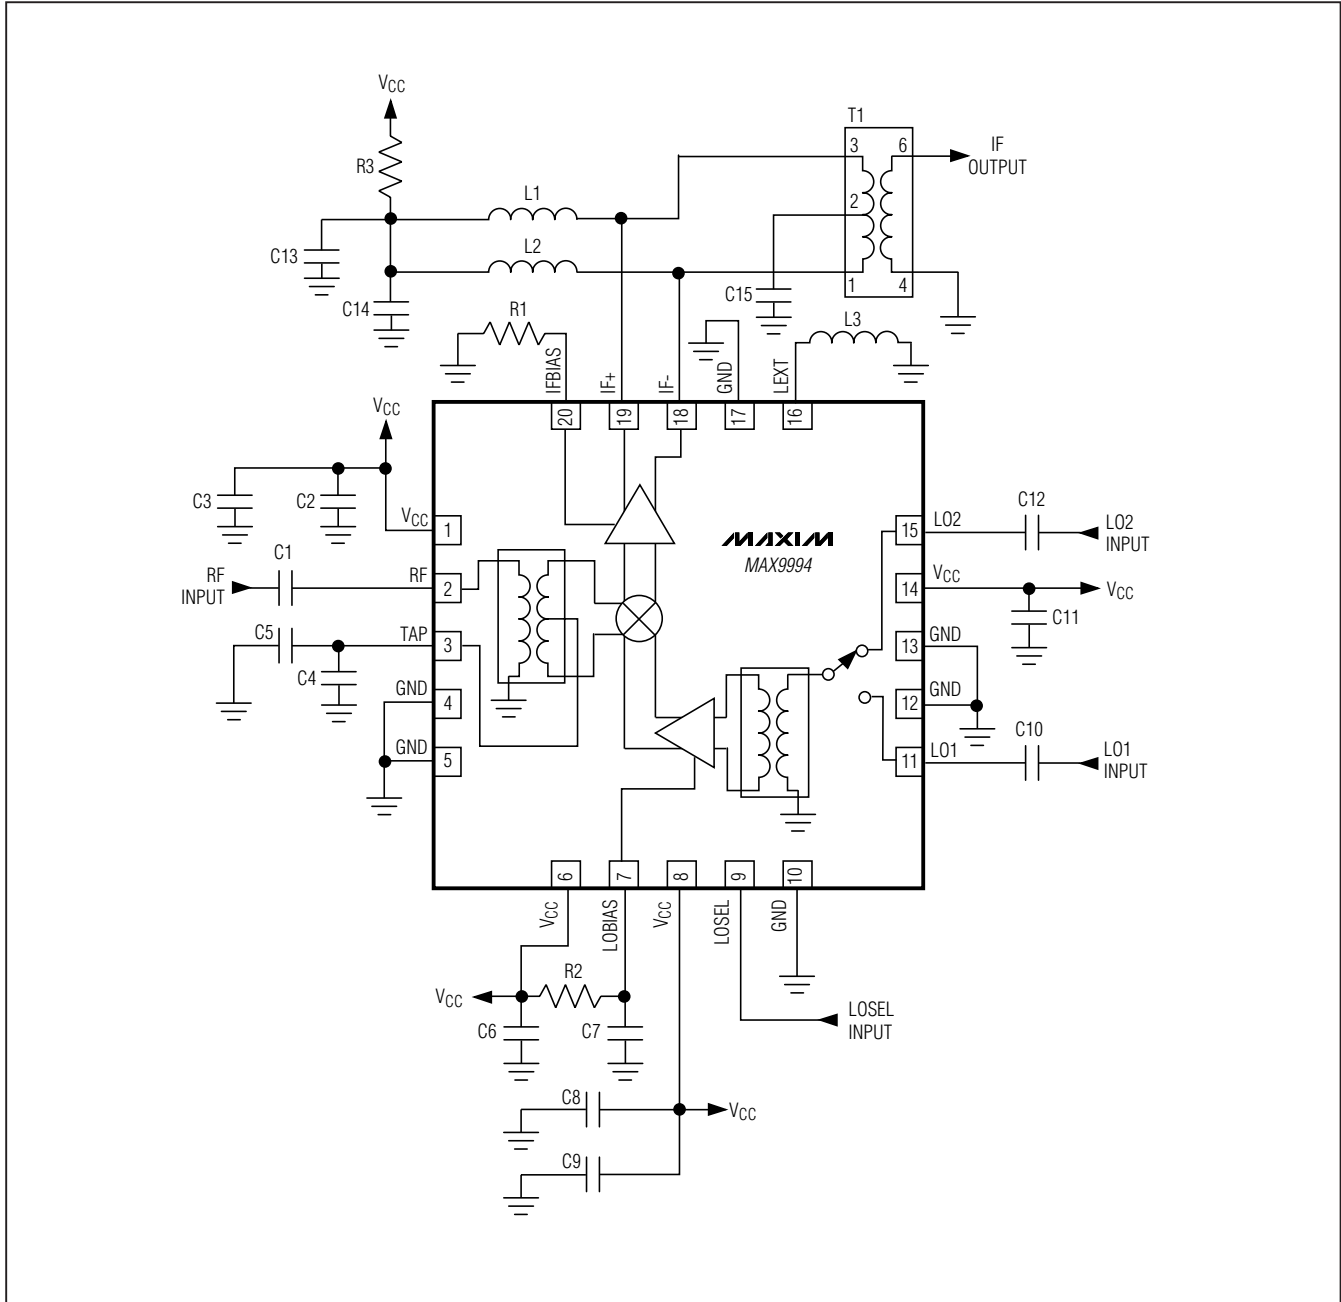 VCC
R3
C13
C14
L1
L2
T1
3
6
2
1
4
IF
OUTPUT
C15
R1
L3
IFBIAS
IF+
IF-
GND
LEXT
20
19
18
17
16
VCC
C3
C2
VCC
1
C1
RF
INPUT
RF
2
C5
TAP
3
C4
GND
4
GND
5
MAXIM
MAX9994
15
LO2
C12
LO2
INPUT
14
VCC
VCC
C11
13
GND
12
GND
C10
11
LO1
LO1
INPUT
6
7
8
9
10
VCC
LOBIAS
VCC
LOSEL
GND
VCC
R2
C6
C7
LOSEL
INPUT
C8
VCC
C9